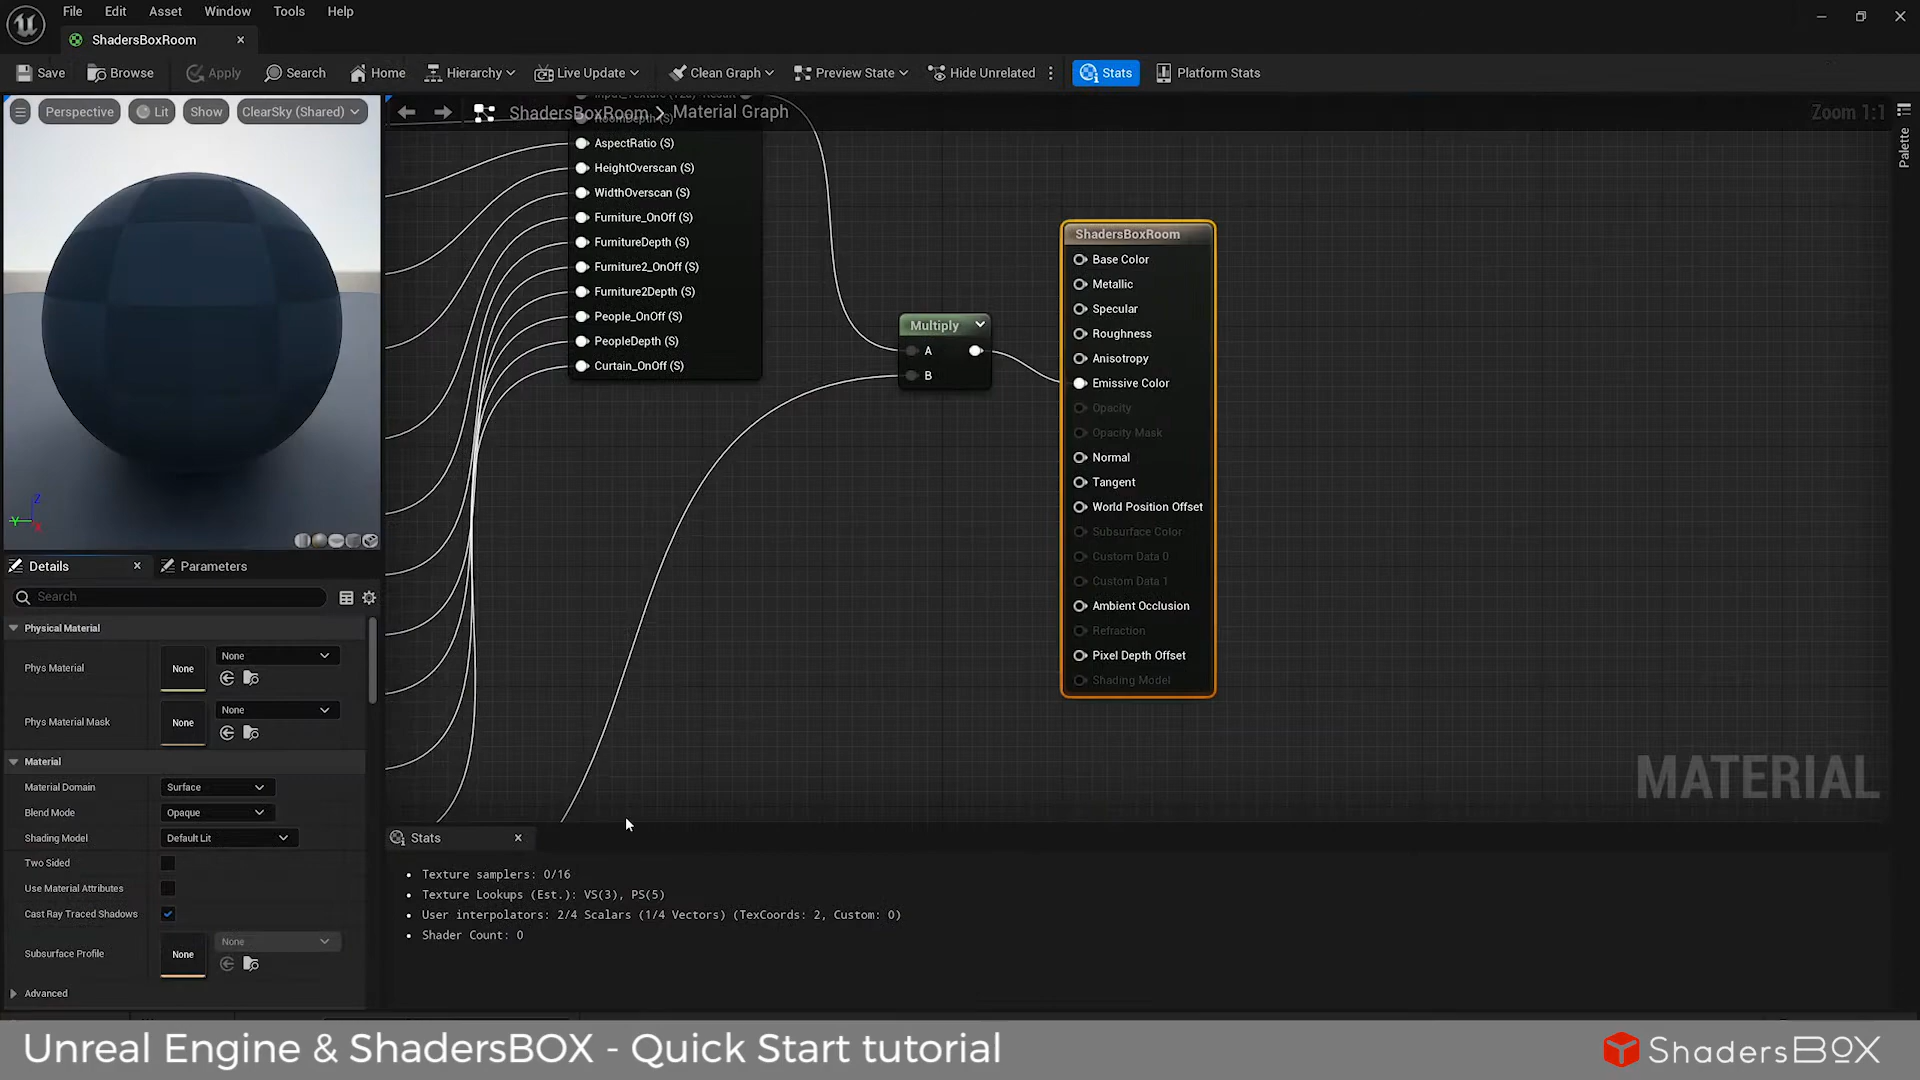 File Edit Asset Window Tools Help
ShadersBoxRoom
Save Browse Apply Search Home Hierarchy Live Update Clean Graph Preview State Hide Unrelated Stats Platform Stats
Perspective Lit Show ClearSky (Shared)
ShadersBoxRoom > Material Graph
Zoom 1:1
Palette
RoomDepth (S)
AspectRatio (S)
HeightOverscan (S)
WidthOverscan (S)
Furniture_OnOff (S)
FurnitureDepth (S)
Furniture2_OnOff (S)
Furniture2Depth (S)
People_OnOff (S)
PeopleDepth (S)
Curtain_OnOff (S)
Multiply
A
B
ShadersBoxRoom
Base Color
Metallic
Specular
Roughness
Anisotropy
Emissive Color
Opacity
Opacity Mask
Normal
Tangent
World Position Offset
Subsurface Color
Custom Data 0
Custom Data 1
Ambient Occlusion
Refraction
Pixel Depth Offset
Shading Model
MATERIAL
Z
Y
X
Details Parameters
Search
Physical Material
Phys Material None None
Phys Material Mask None None
Material
Material Domain Surface
Blend Mode Opaque
Shading Model Default Lit
Two Sided
Use Material Attributes
Cast Ray Traced Shadows
Subsurface Profile None None
Advanced
Stats
Texture samplers: 0/16
Texture Lookups (Est.): VS(3), PS(5)
User interpolators: 2/4 Scalars (1/4 Vectors) (TexCoords: 2, Custom: 0)
Shader Count: 0
Unreal Engine & ShadersBOX - Quick Start tutorial
ShadersBOX